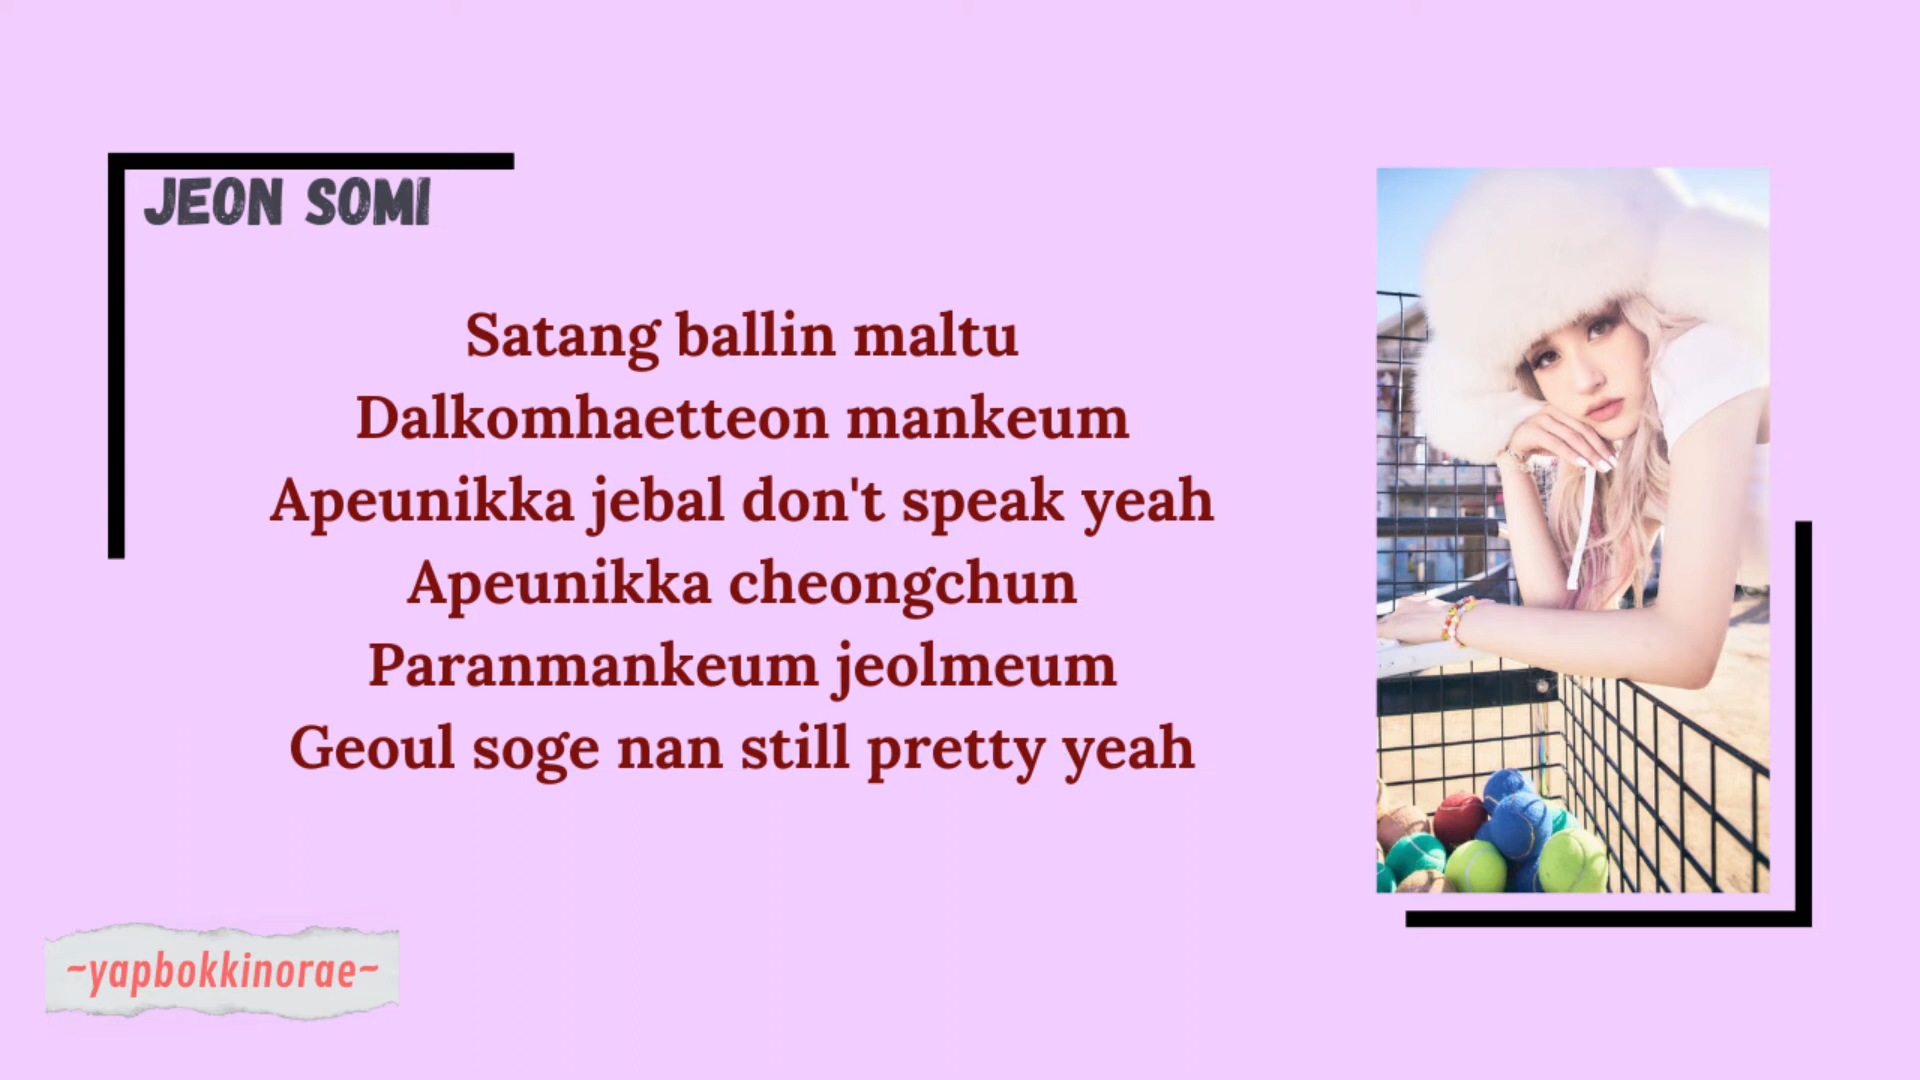 JEON SOMI
Satang ballin maltu
Dalkomhaetteon mankeum
Apeunikka jebal don't speak yeah
Apeunikka cheongchun
Paranmankeum jeolmeum
Geoul soge nan still pretty yeah
~yapbokkinorae~